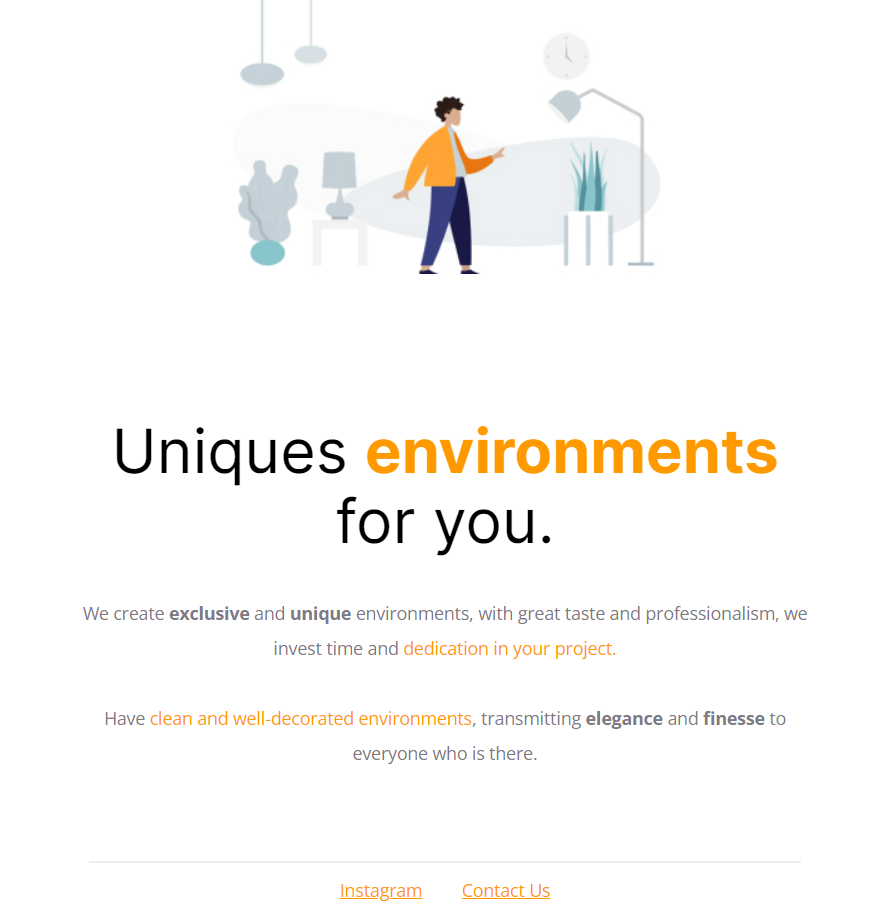 Uniques environments
for you.
We create exclusive and unique environments, with great taste and professionalism, we
invest time and dedication in your project.
Have clean and well-decorated environments, transmitting elegance and finesse to
everyone who is there.
Instagram Contact Us